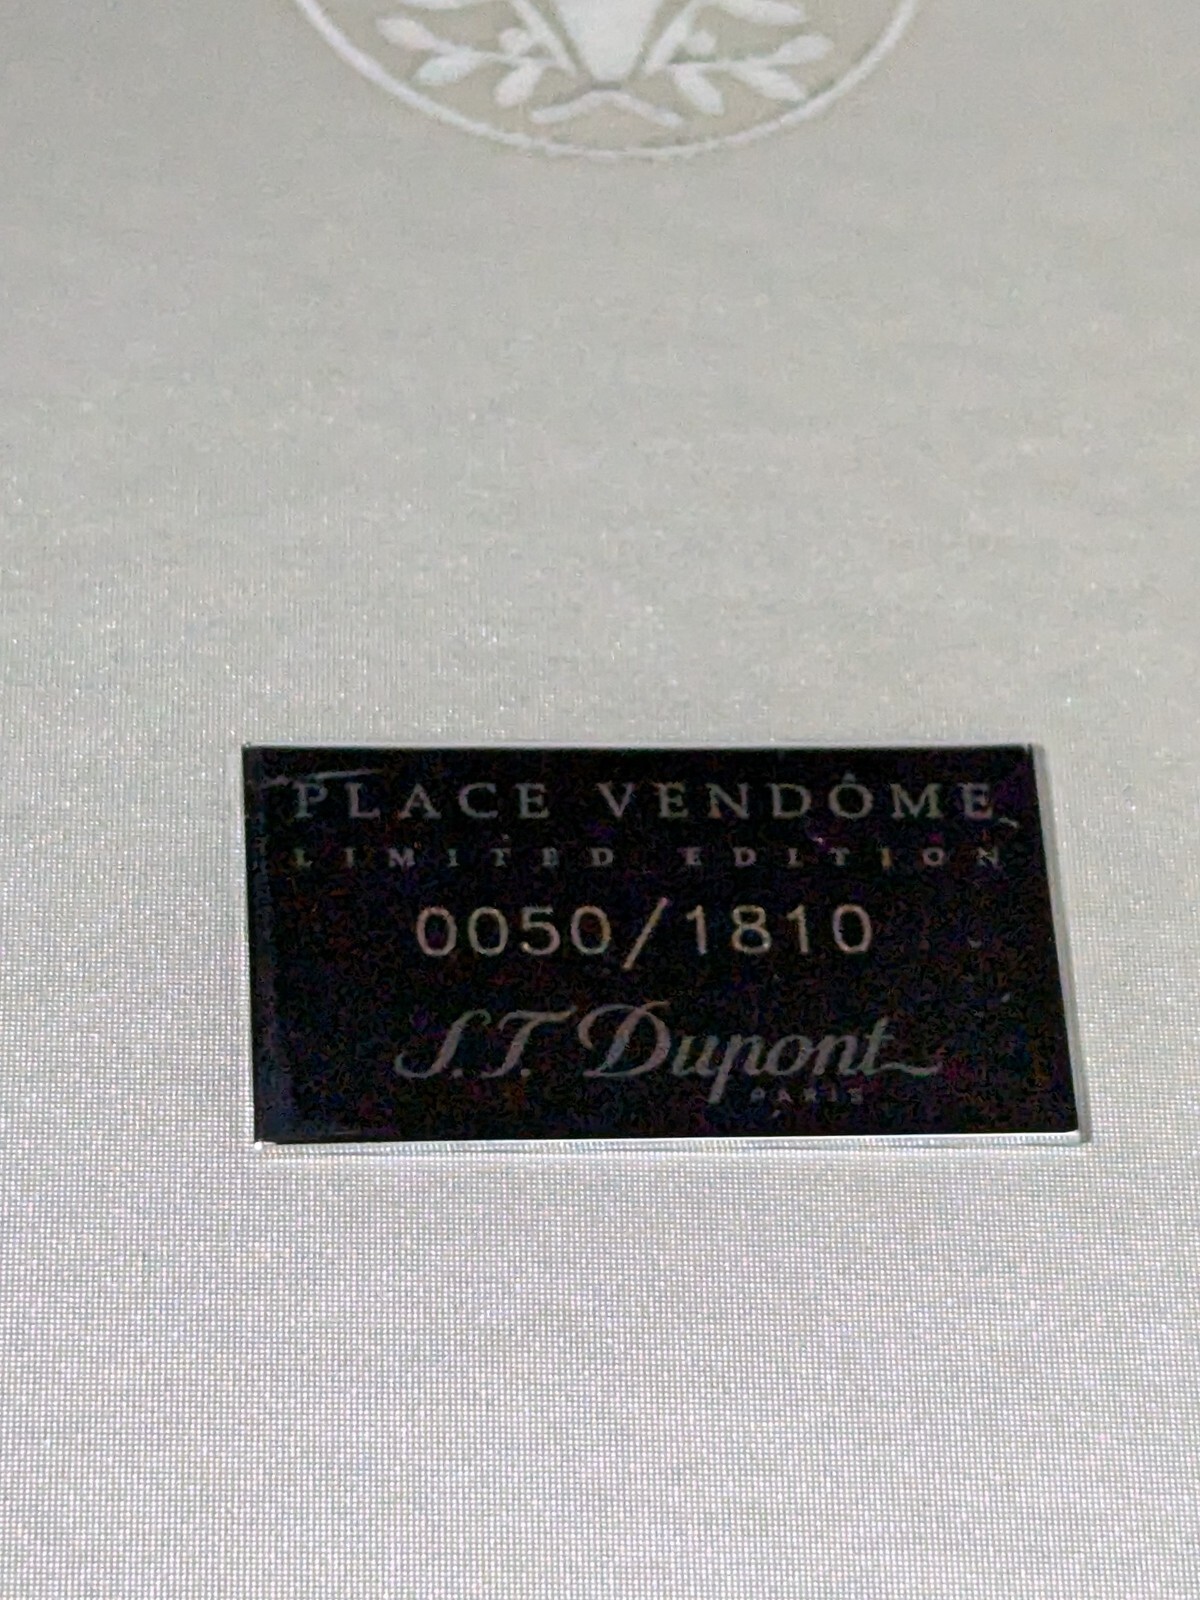 PLACE VENDÔME
LIMITED EDITION
0050/1810
S.T. Dupont
PARIS